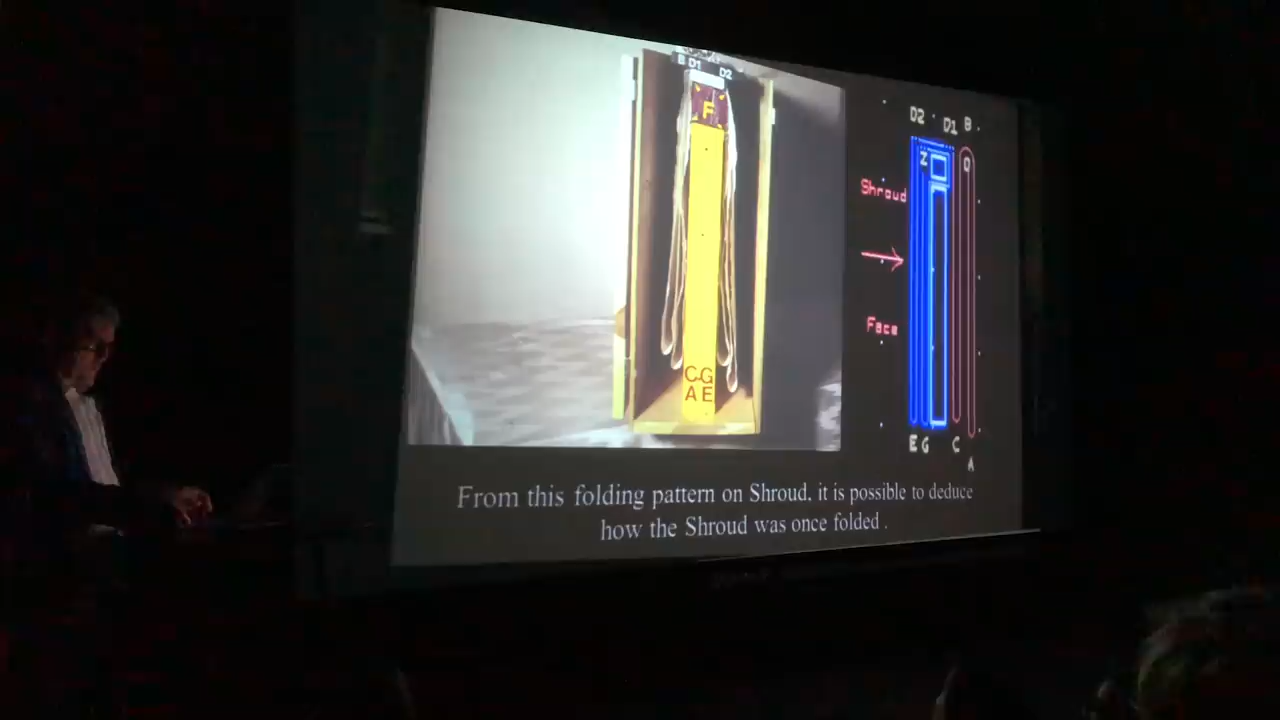 B D1 D2
F
C G
A E
D2 D1 B
Z
Shroud
Face
E G C
A
From this folding pattern on Shroud, it is possible to deduce
how the Shroud was once folded .